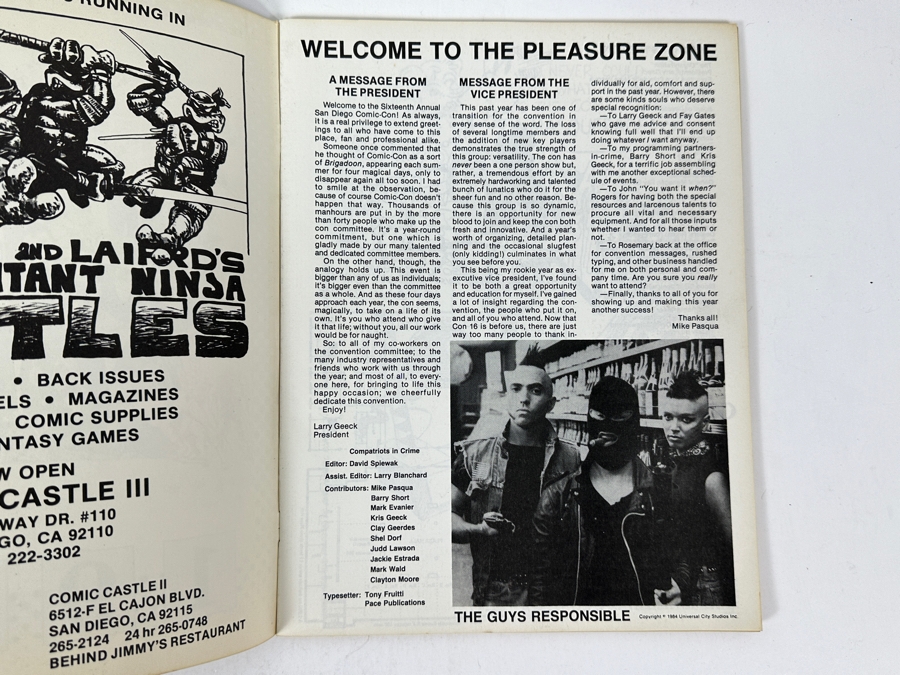 RUNNING IN
AND LAIRD'S
TANT NINJA
TLES
• BACK ISSUES
ELS • MAGAZINES
COMIC SUPPLIES
NTASY GAMES
W OPEN
CASTLE III
WAY DR. #110
GO, CA 92110
222-3302
COMIC CASTLE II
6512-F EL CAJON BLVD.
SAN DIEGO, CA 92115
265-2124 24 hr 265-0748
BEHIND JIMMY'S RESTAURANT
WELCOME TO THE PLEASURE ZONE
A MESSAGE FROM
THE PRESIDENT
Welcome to the Sixteenth Annual
San Diego Comic-Con! As always,
it is a real privilege to extend greet-
ings to all who have come to this
place, fan and professional alike.
Someone once commented that
he thought of Comic-Con as a sort
of Brigadoon, appearing each sum-
mer for four magical days, only to
disappear again all too soon. I had
to smile at the observation, be-
cause of course Comic-Con doesn't
happen that way. Thousands of
manhours are put in by the more
than forty people who make up the
con committee. It's a year-round
commitment, but one which is
gladly made by our many talented
and dedicated committee members.
On the other hand, though, the
analogy holds up. This event is
bigger than any of us as individuals;
it's bigger even than the committee
as a whole. And as these four days
approach each year, the con seems,
magically, to take on a life of its
own. It's you who attend who give
it that life; without you, all our work
would be for naught.
So: to all of my co-workers on
the convention committee; to the
many industry representatives and
friends who work with us through
the year; and most of all, to every-
one here, for bringing to life this
happy occasion; we cheerfully
dedicate this convention.
Enjoy!
Larry Geeck
President
Compatriots in Crime
Editor: David Spiewak
Assist. Editor: Larry Blanchard
Contributors: Mike Pasqua
Barry Short
Mark Evanier
Kris Geeck
Clay Geerdes
Shel Dorf
Judd Lawson
Jackie Estrada
Mark Wald
Clayton Moore
Typesetter: Tony Fruitti
Pace Publications
MESSAGE FROM THE
VICE PRESIDENT
This past year has been one of
transition for the convention in
every sense of the word. The loss
of several longtime members and
the addition of new key players
demonstrates the true strength of
this group: versatility. The con has
never been a one person show but,
rather, a tremendous effort by an
extremely hardworking and talented
bunch of lunatics who do it for the
sheer fun and no other reason. Be-
cause this group is so dynamic,
there is an opportunity for new
blood to join and keep the con both
fresh and innovative. And a year's
worth of organizing, detailed plan-
ning and the occasional slugfest
(only kidding!) culminates in what
you see before you.
This being my rookie year as ex-
ecutive vice president, I've found
it to be both a great opportunity
and education for myself. I've gained
a lot of insight regarding the con-
vention, the people who put it on,
and all of you who attend. Now that
Con 16 is before us, there are just
way too many people to thank in-
dividually for aid, comfort and sup-
port in the past year. However, there
are some kinds souls who deserve
special recognition:
—To Larry Geeck and Fay Gates
who gave me advice and consent
knowing full well that I'll end up
doing whatever I want anyway.
—To my programming partners-
in-crime, Barry Short and Kris
Geeck, for a terrific job assembling
with me another exceptional sched-
ule of events.
—To John "You want it when?"
Rogers for having both the special
resources and larcenous talents to
procure all vital and necessary
equipment. And for all those inputs
whether I wanted to hear them or
not.
—To Rosemary back at the office
for convention messages, rushed
typing, and other business handled
for me on both personal and com-
pany time. Are you sure you really
want to attend?
—Finally, thanks to all of you for
showing up and making this year
another success!
Thanks all!
Mike Pasqua
THE GUYS RESPONSIBLE
Copyright © 1984 Universal City Studios Inc.